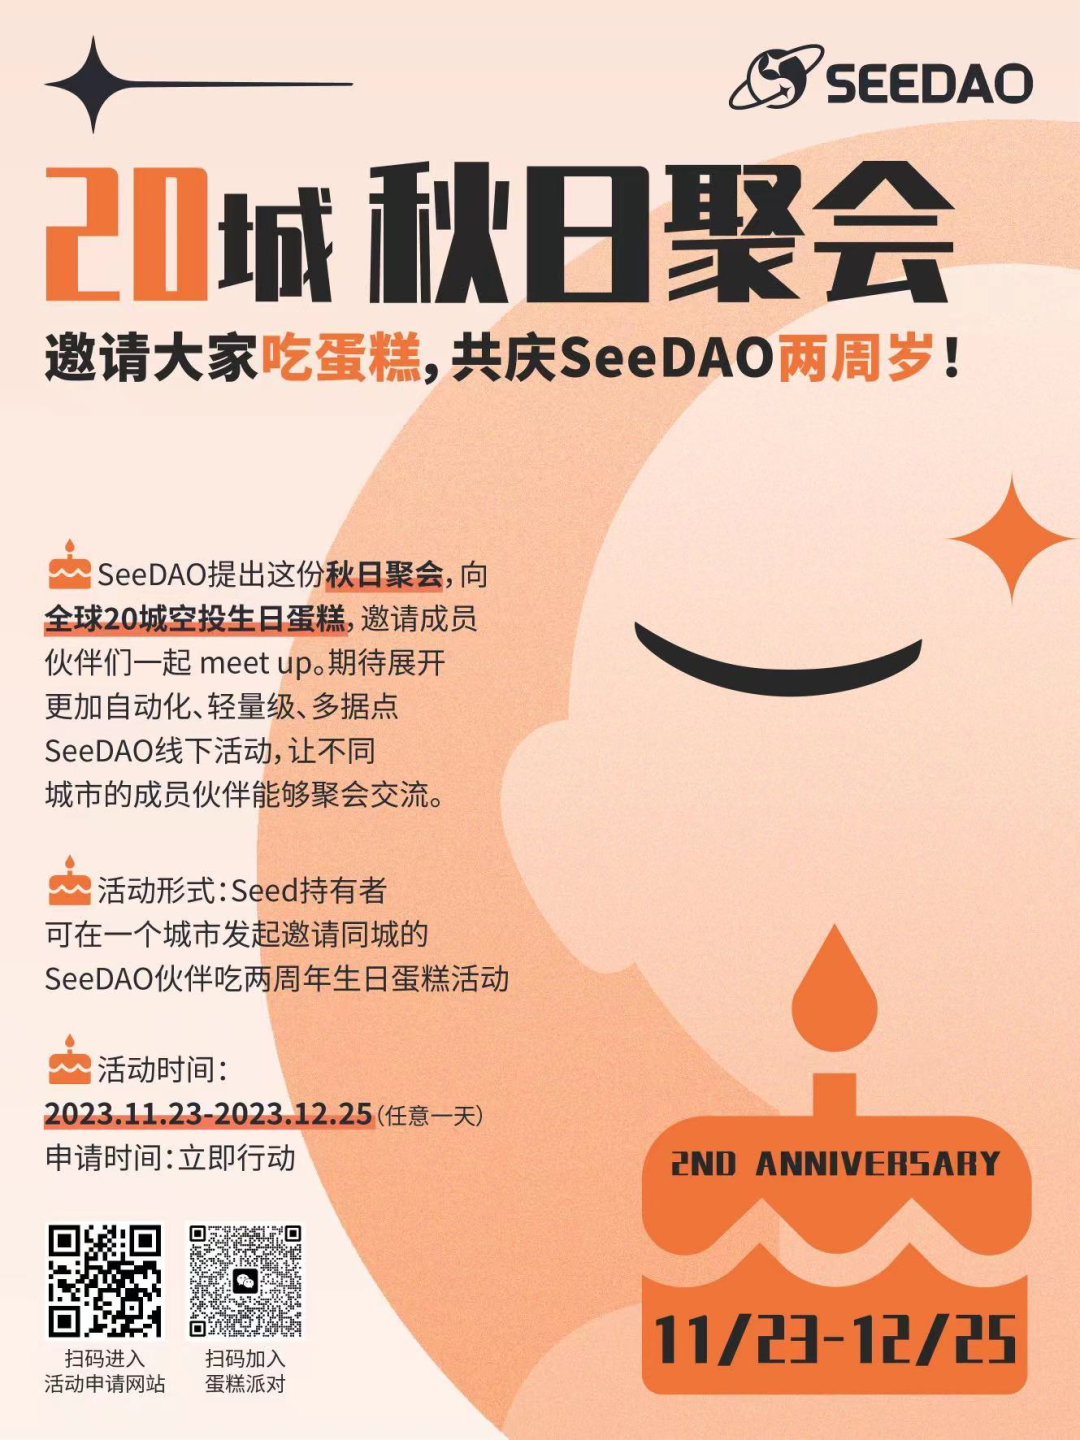 SEEDAO
20城 秋日聚会
邀请大家吃蛋糕，共庆SeeDAO两周岁！
SeeDAO提出这份秋日聚会，向
全球20城空投生日蛋糕，邀请成员
伙伴们一起 meet up。期待展开
更加自动化、轻量级、多据点
SeeDAO线下活动，让不同
城市的成员伙伴能够聚会交流。
活动形式：Seed持有者
可在一个城市发起邀请同城的
SeeDAO伙伴吃两周年生日蛋糕活动
活动时间：
2023.11.23-2023.12.25（任意一天）
申请时间：立即行动
扫码进入
活动申请网站
扫码加入
蛋糕派对
2ND ANNIVERSARY
11/23-12/25